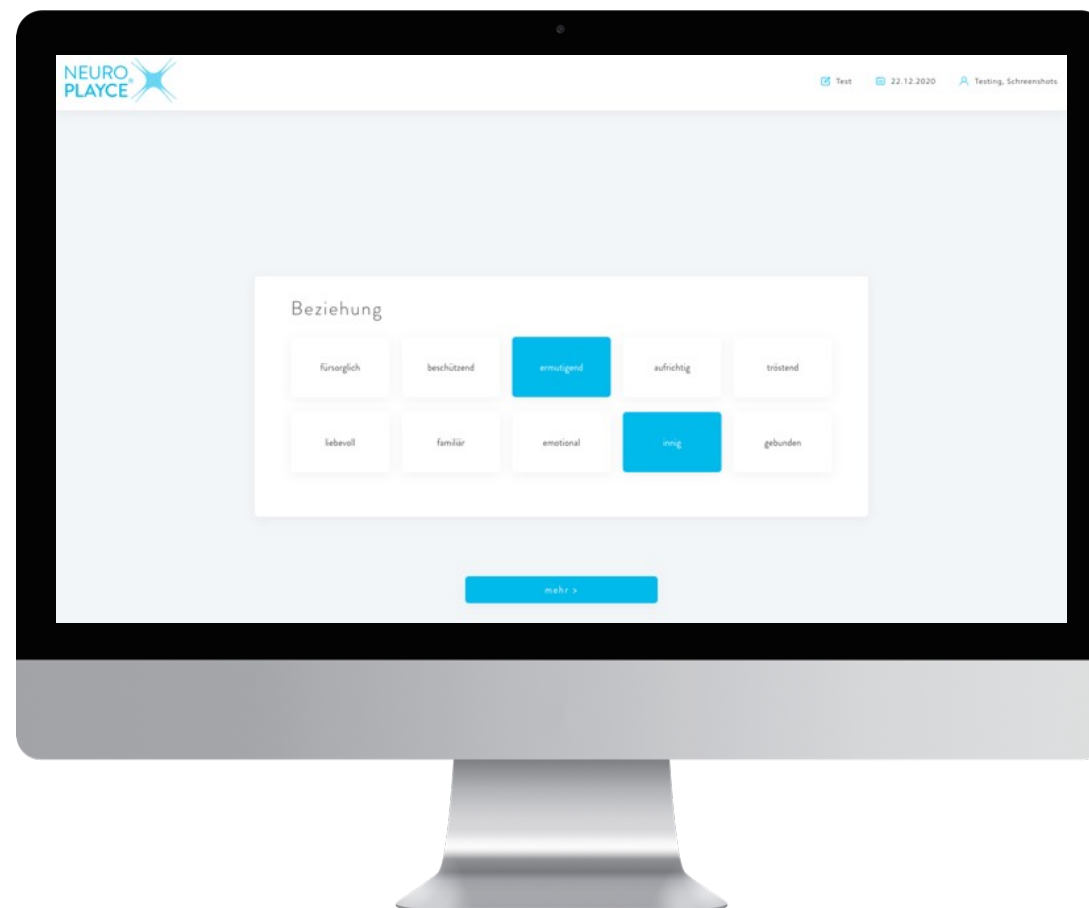 NEURO
PLAYCE®
Test 22.12.2020 Testing, Schreenshots
Beziehung
fürsorglich beschützend ermutigend aufrichtig tröstend
liebevoll familiär emotional innig gebunden
mehr >